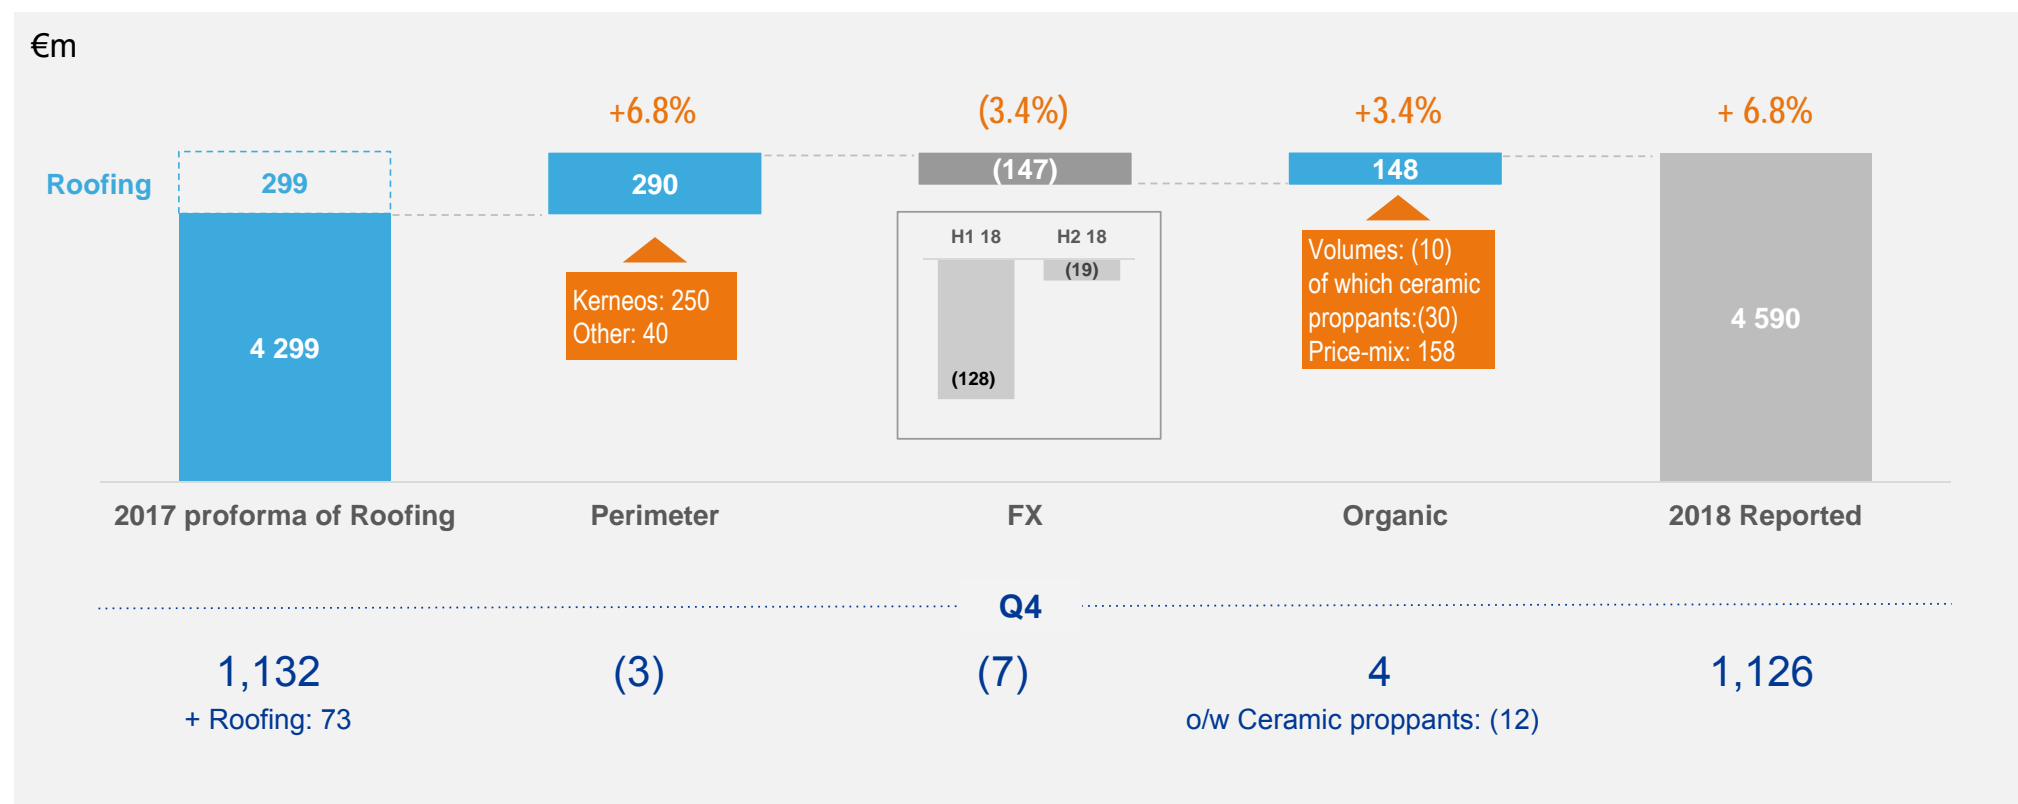 €m
+6.8%
(3.4%)
+3.4%
+ 6.8%
Roofing
299
290
(147)
148
4 299
Kerneos: 250
Other: 40
H1 18
H2 18
(19)
(128)
Volumes: (10)
of which ceramic
proppants:(30)
Price-mix: 158
4 590
2017 proforma of Roofing
Perimeter
FX
Organic
2018 Reported
Q4
1,132
(3)
(7)
4
1,126
+ Roofing: 73
o/w Ceramic proppants: (12)